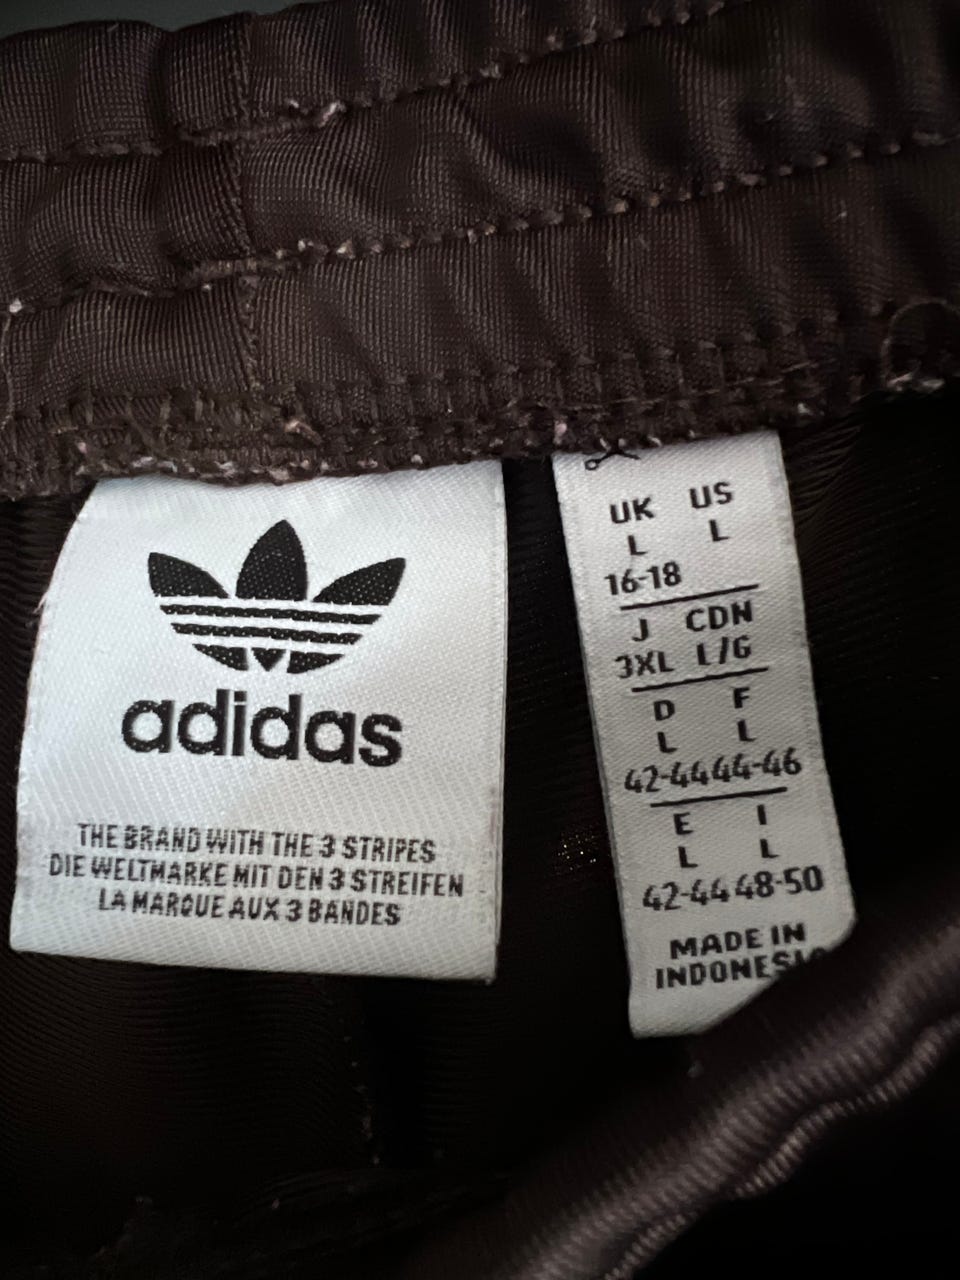 adidas
THE BRAND WITH THE 3 STRIPES
DIE WELTMARKE MIT DEN 3 STREIFEN
LA MARQUE AUX 3 BANDES
UK US
L L
16-18
J CDN
3XL L/G
D F
L L
42-44 44-46
E I
L L
42-44 48-50
MADE IN
INDONESIA